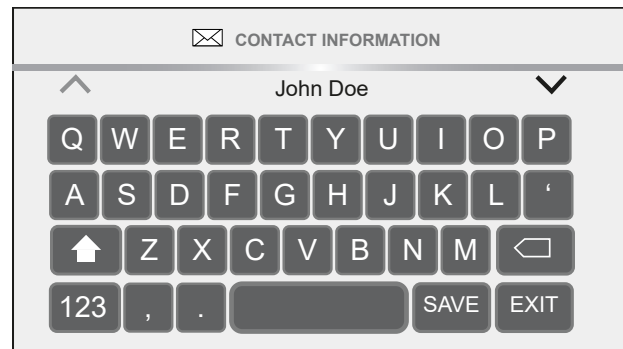 CONTACT INFORMATION
John Doe
Q W E R T Y U I O P
A S D F G H J K L ‘
Z X C V B N M
123 , . SAVE EXIT